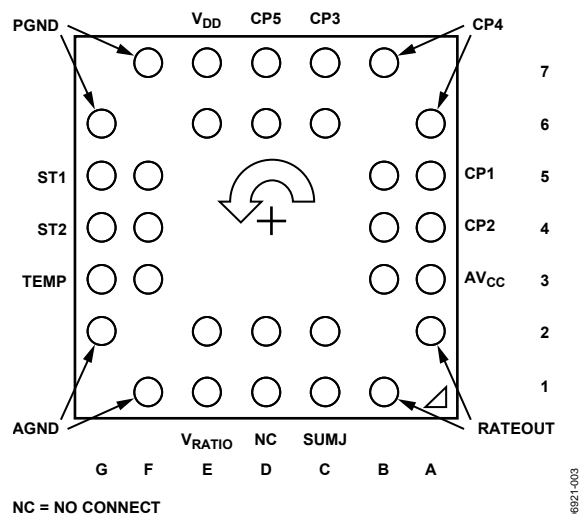 PGND VDD CP5 CP3 CP4
7
6
ST1 CP1 5
ST2 CP2 4
TEMP AVCC 3
2
1
AGND VRATIO NC SUMJ RATEOUT
G F E D C B A
NC = NO CONNECT
6921-003